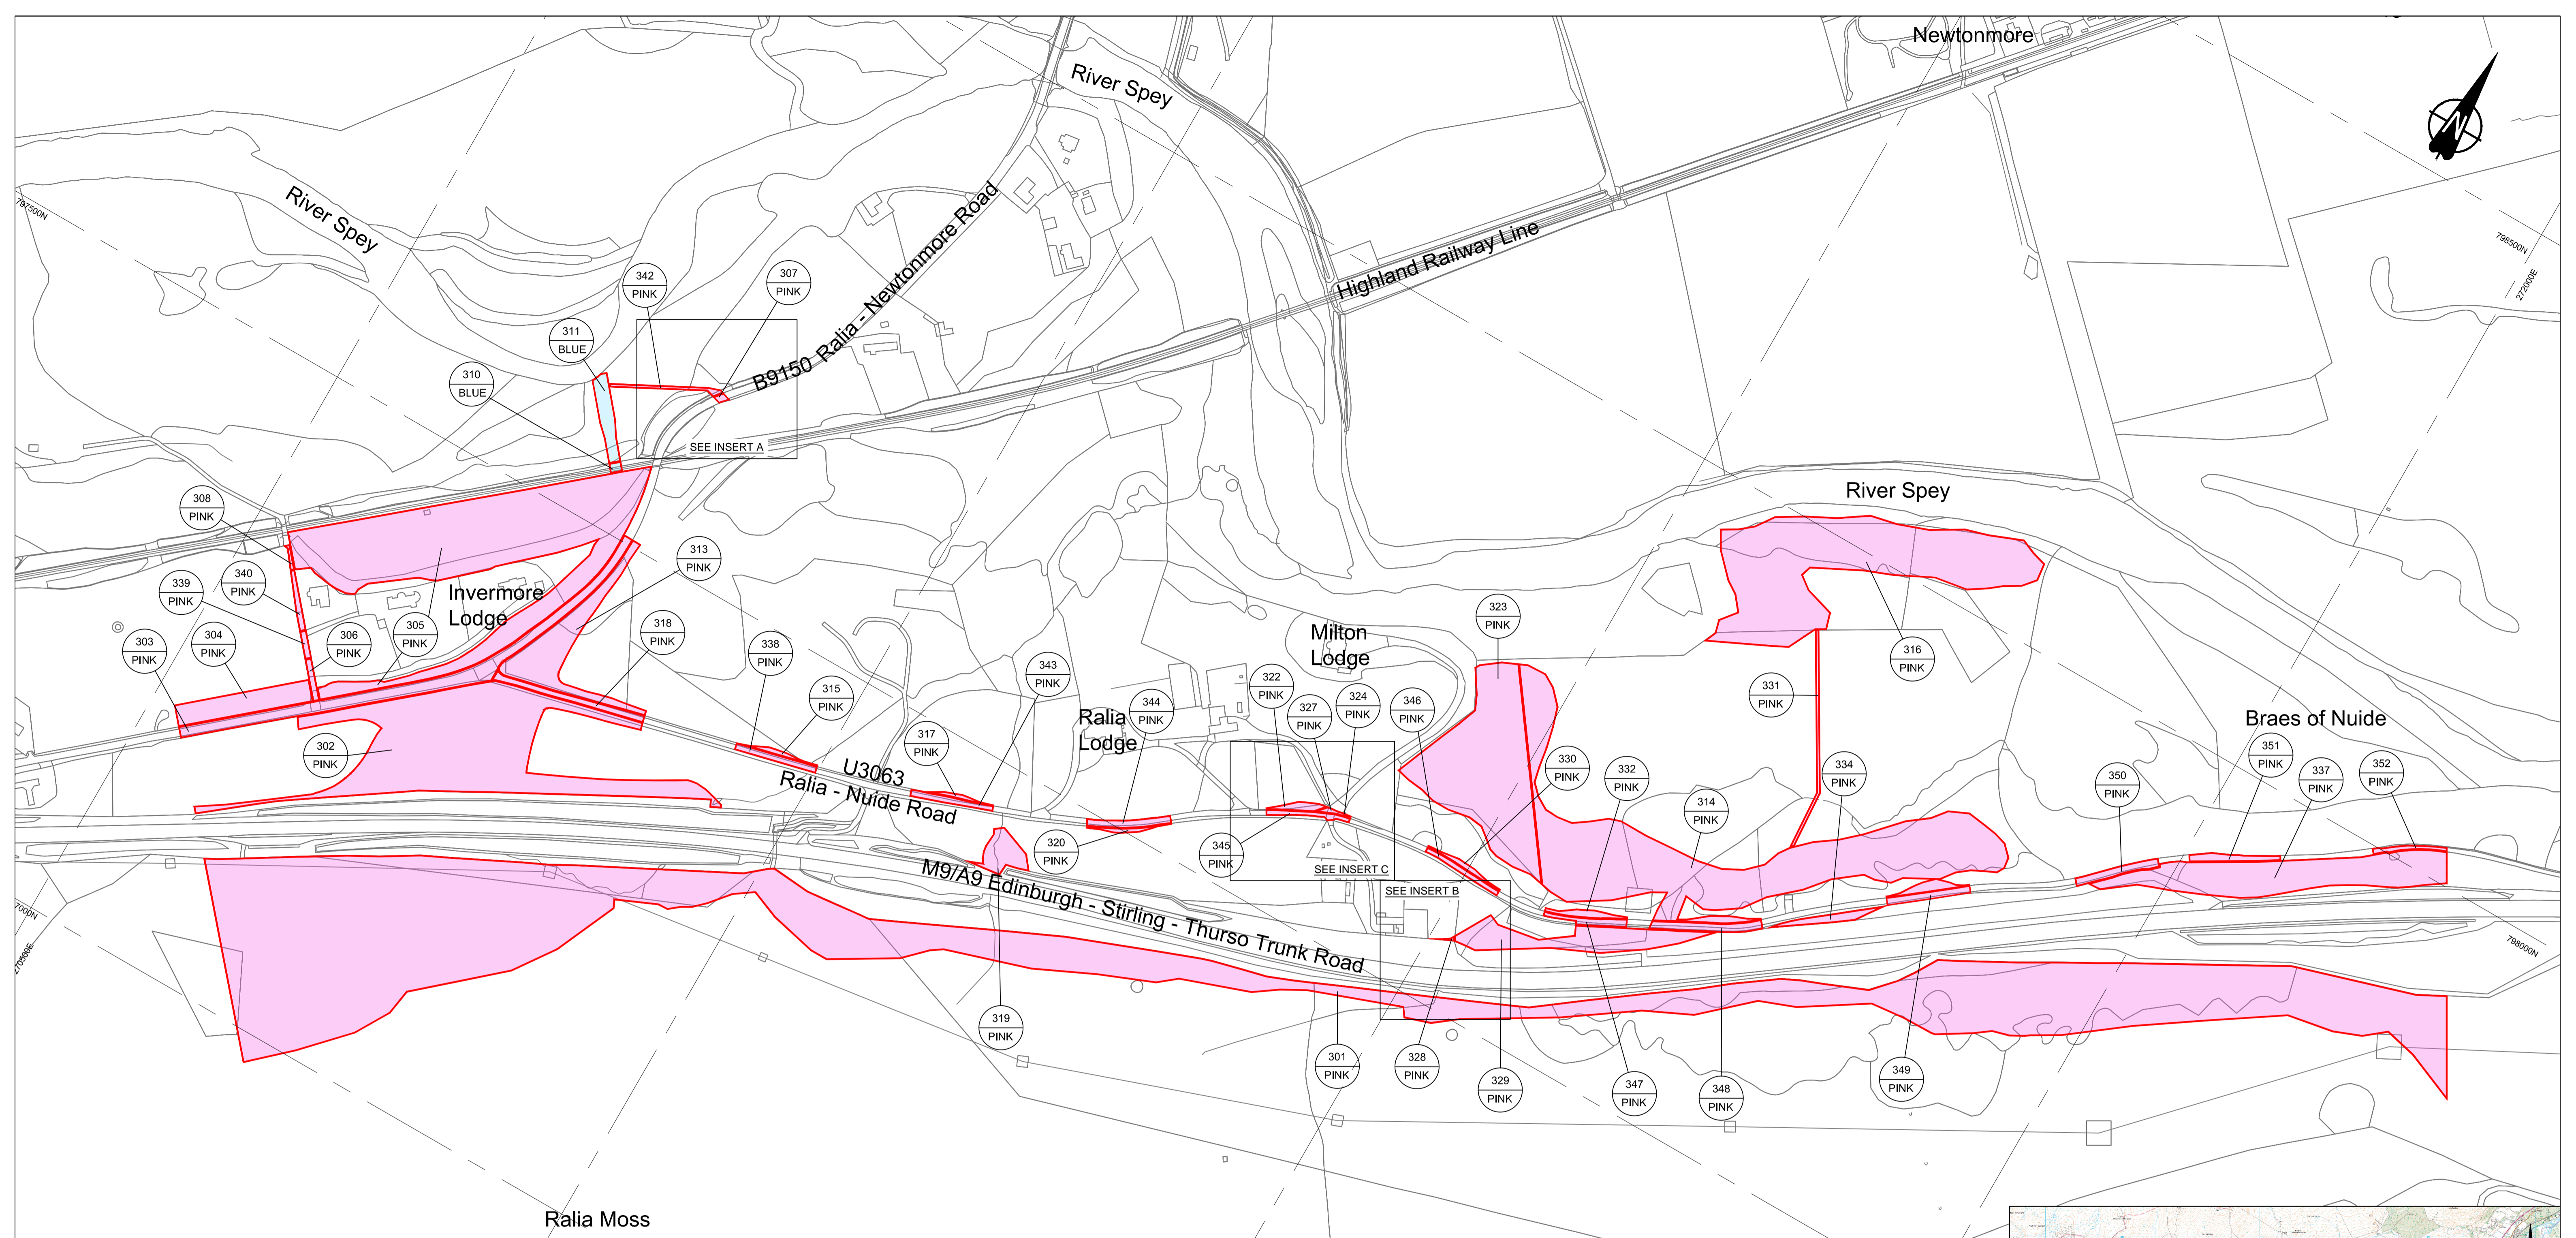 Newtonmore
River Spey
N
797500N
River Spey
B9150 Ralia - Newtonmore Road
Highland Railway Line
798500N
272000E
342
PINK
307
PINK
311
BLUE
310
BLUE
SEE INSERT A
308
PINK
River Spey
313
PINK
340
PINK
339
PINK
Invermore
Lodge
303
PINK
304
PINK
306
PINK
305
PINK
318
PINK
338
PINK
315
PINK
343
PINK
317
PINK
344
PINK
Ralia
Lodge
Milton
Lodge
322
PINK
327
PINK
324
PINK
346
PINK
323
PINK
316
PINK
331
PINK
Braes of Nuide
351
PINK
350
PINK
337
PINK
352
PINK
302
PINK
U3063
Ralia - Nuide Road
330
PINK
332
PINK
314
PINK
334
PINK
320
PINK
345
PINK
SEE INSERT C
SEE INSERT B
M9/A9 Edinburgh - Stirling - Thurso Trunk Road
7000N
270500E
798000N
319
PINK
301
PINK
328
PINK
329
PINK
347
PINK
348
PINK
349
PINK
Ralia Moss